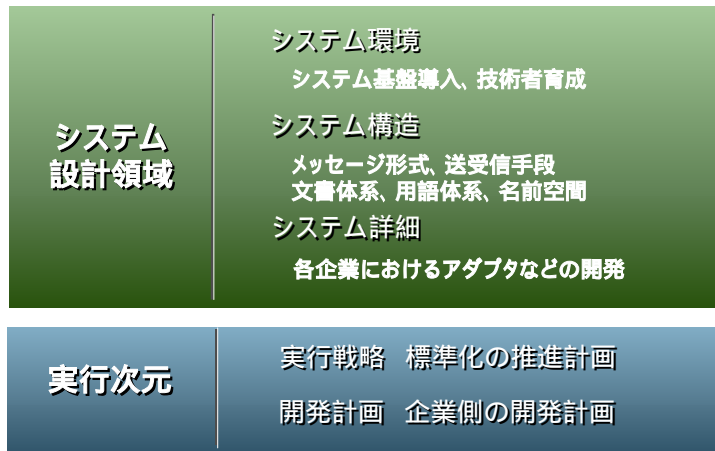 システム
設計領域
システム環境
システム基盤導入、技術者育成
システム構造
メッセージ形式、送受信手段
文書体系、用語体系、名前空間
システム詳細
各企業におけるアダプタなどの開発
実行次元
実行戦略 標準化の推進計画
開発計画 企業側の開発計画